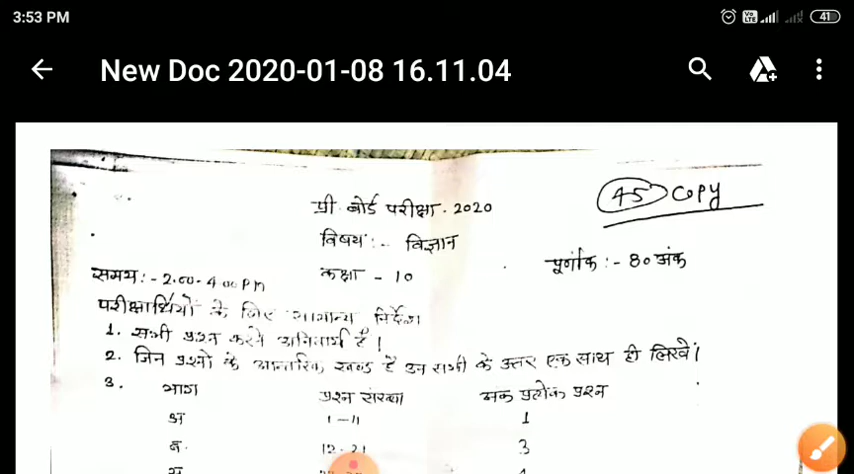 3:53 PM
Vo LTE 41
New Doc 2020-01-08 16.11.04
45 Copy
प्री बोर्ड परीक्षा. 2020
विषय :- विज्ञान
समय :- 2.00-4.00 PM
कक्षा - 10
पूर्णांक :- 80 अंक
परीक्षार्थियों के लिए सामान्य निर्देश
1. सभी प्रश्न करने अनिवार्य है।
2. जिन प्रश्नो के आन्तरिक खण्ड है उन सभी के उत्तर एक साथ ही लिखें।
3. भाग प्रश्न संख्या अंक प्रत्येक प्रश्न
अ 1-11 1
ब 12-21 3